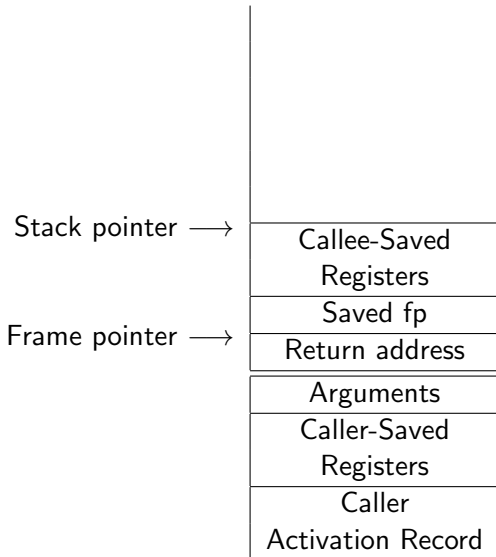 Stack pointer →
Callee-Saved
Registers
Saved fp
Frame pointer →
Return address
Arguments
Caller-Saved
Registers
Caller
Activation Record